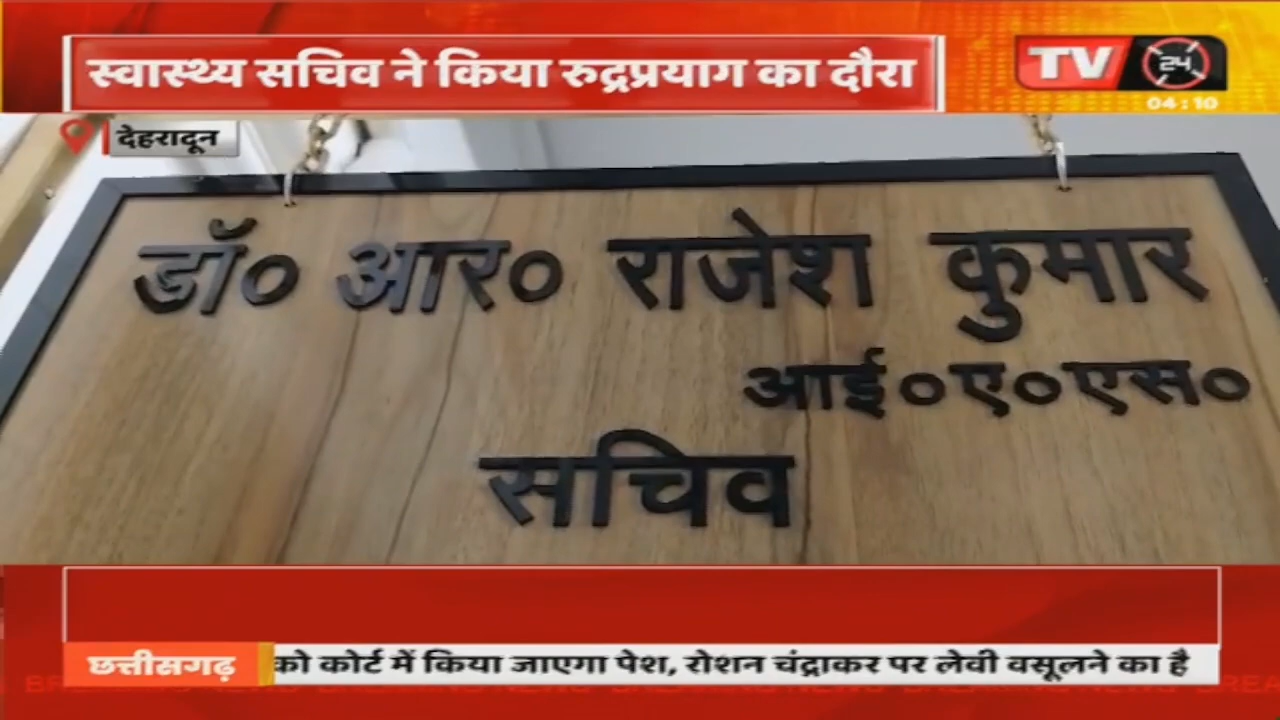 स्वास्थ्य सचिव ने किया रुद्रप्रयाग का दौरा
TV 24
04:10
देहरादून
डॉ० आर० राजेश कुमार
आई०ए०एस०
सचिव
छत्तीसगढ़ को कोर्ट में किया जाएगा पेश, रोशन चंद्राकर पर लेवी वसूलने का है